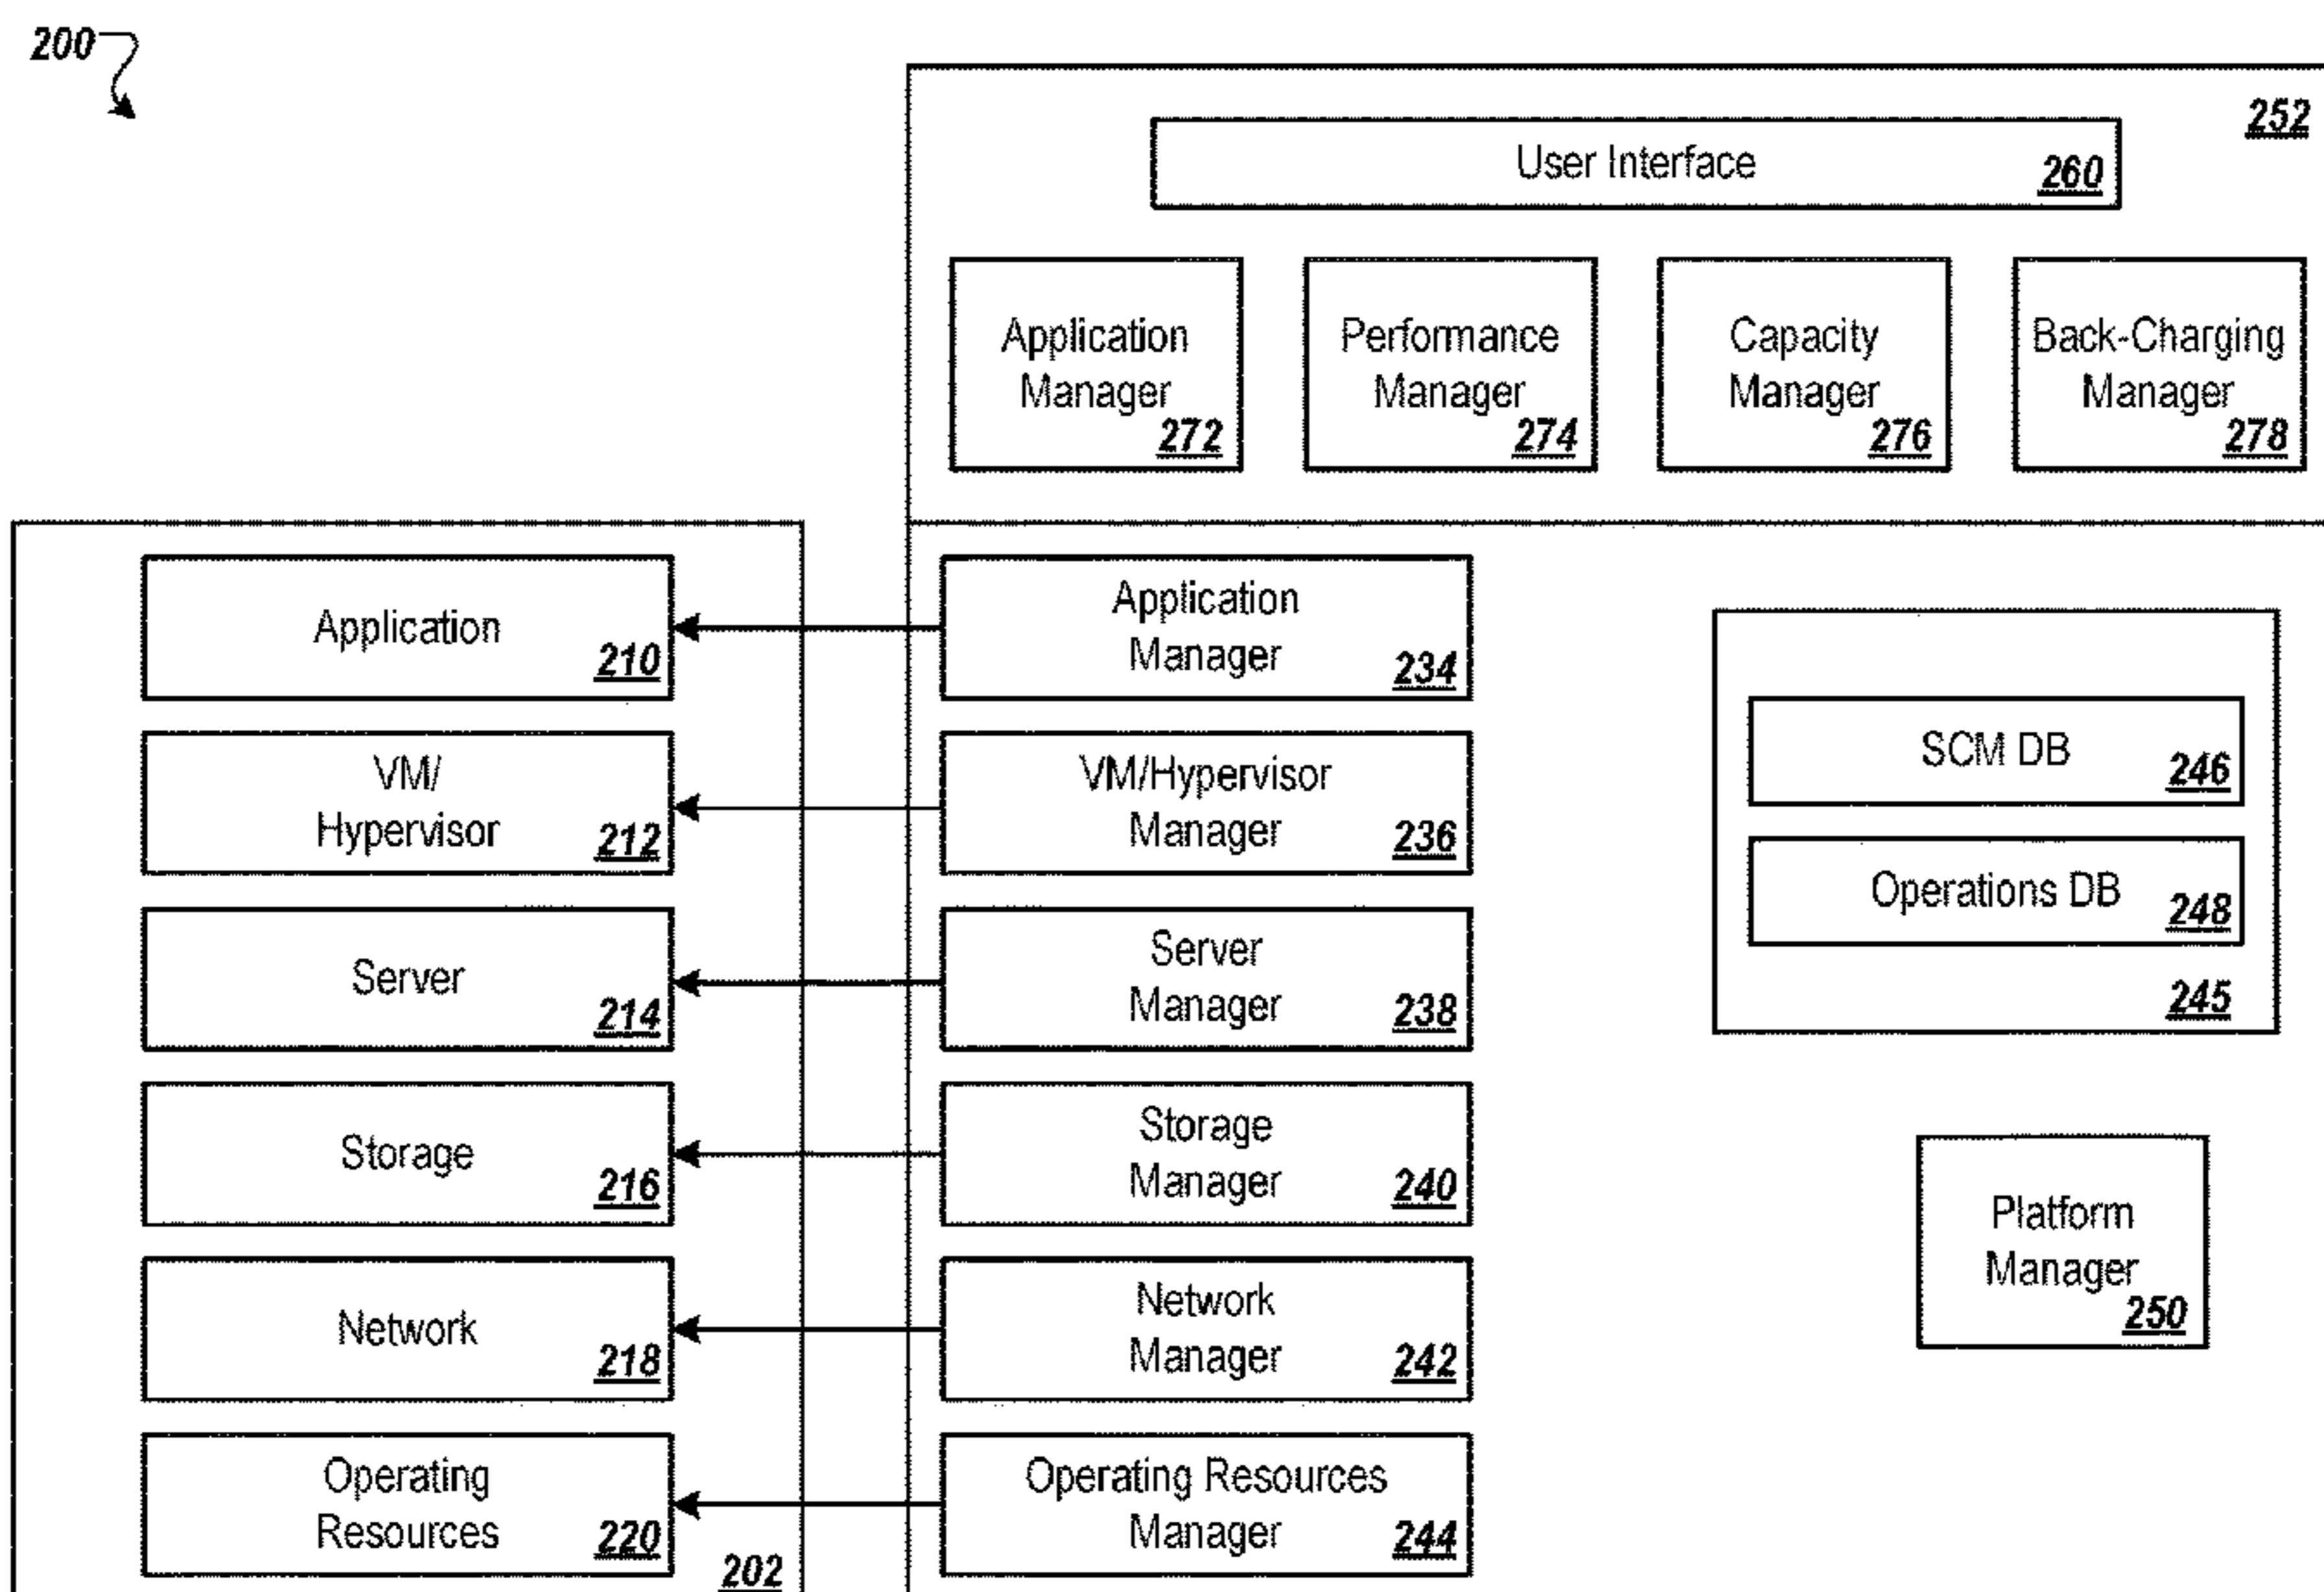 200
252
User Interface
260
Application
Manager
272
Performance
Manager
274
Capacity
Manager
276
Back-Charging
Manager
278
Application
210
Application
Manager
234
VM/
Hypervisor
212
VM/Hypervisor
Manager
236
Server
214
Server
Manager
238
Storage
216
Storage
Manager
240
Network
218
Network
Manager
242
Operating
Resources
220
202
Operating Resources
Manager
244
SCM DB
246
Operations DB
248
245
Platform
Manager
250